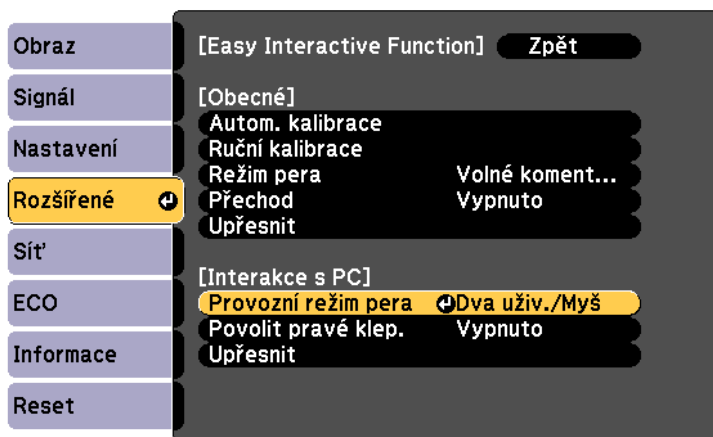 Obraz
Signál
Nastavení
Rozšířené
Síť
ECO
Informace
Reset
[Easy Interactive Function] Zpět
[Obecné]
Autom. kalibrace
Ruční kalibrace
Režim pera Volné koment...
Přechod Vypnuto
Upřesnit
[Interakce s PC]
Provozní režim pera Dva uživ./Myš
Povolit pravé klep. Vypnuto
Upřesnit